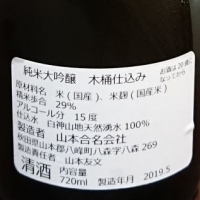 純米大吟醸　木桶仕込み
お酒は20歳に
なってから
原材料名　米（国産）、米麹（国産米）
精米歩合　29%
アルコール分　15度
仕込水　白神山地天然湧水100%
製造者　山本合名会社
秋田県山本郡八峰町八森字八森269
製造責任者　山本友文
清酒　内容量 720ml　製造年月　2019.5